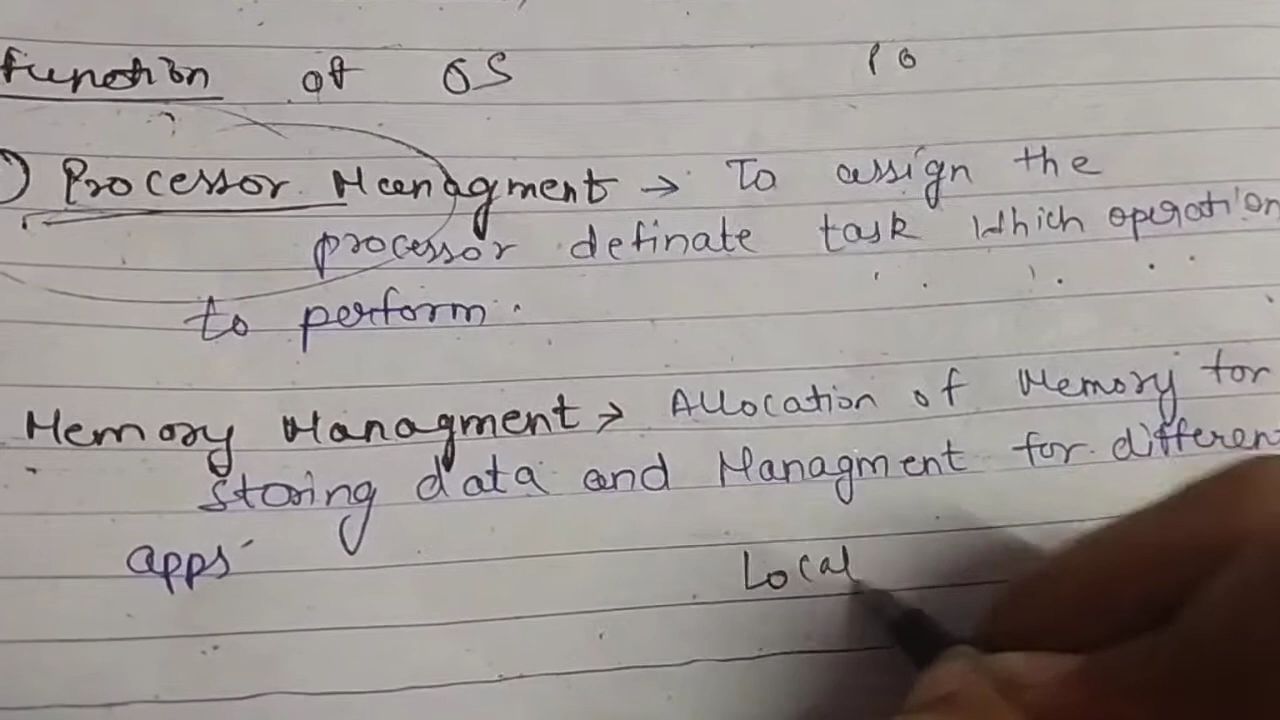 function of OS
Processor Managment → To assign the
processor definate task which operation
to perform.
Memory Managment > Allocation of Memory for
storing data and Managment for differen
apps
Local